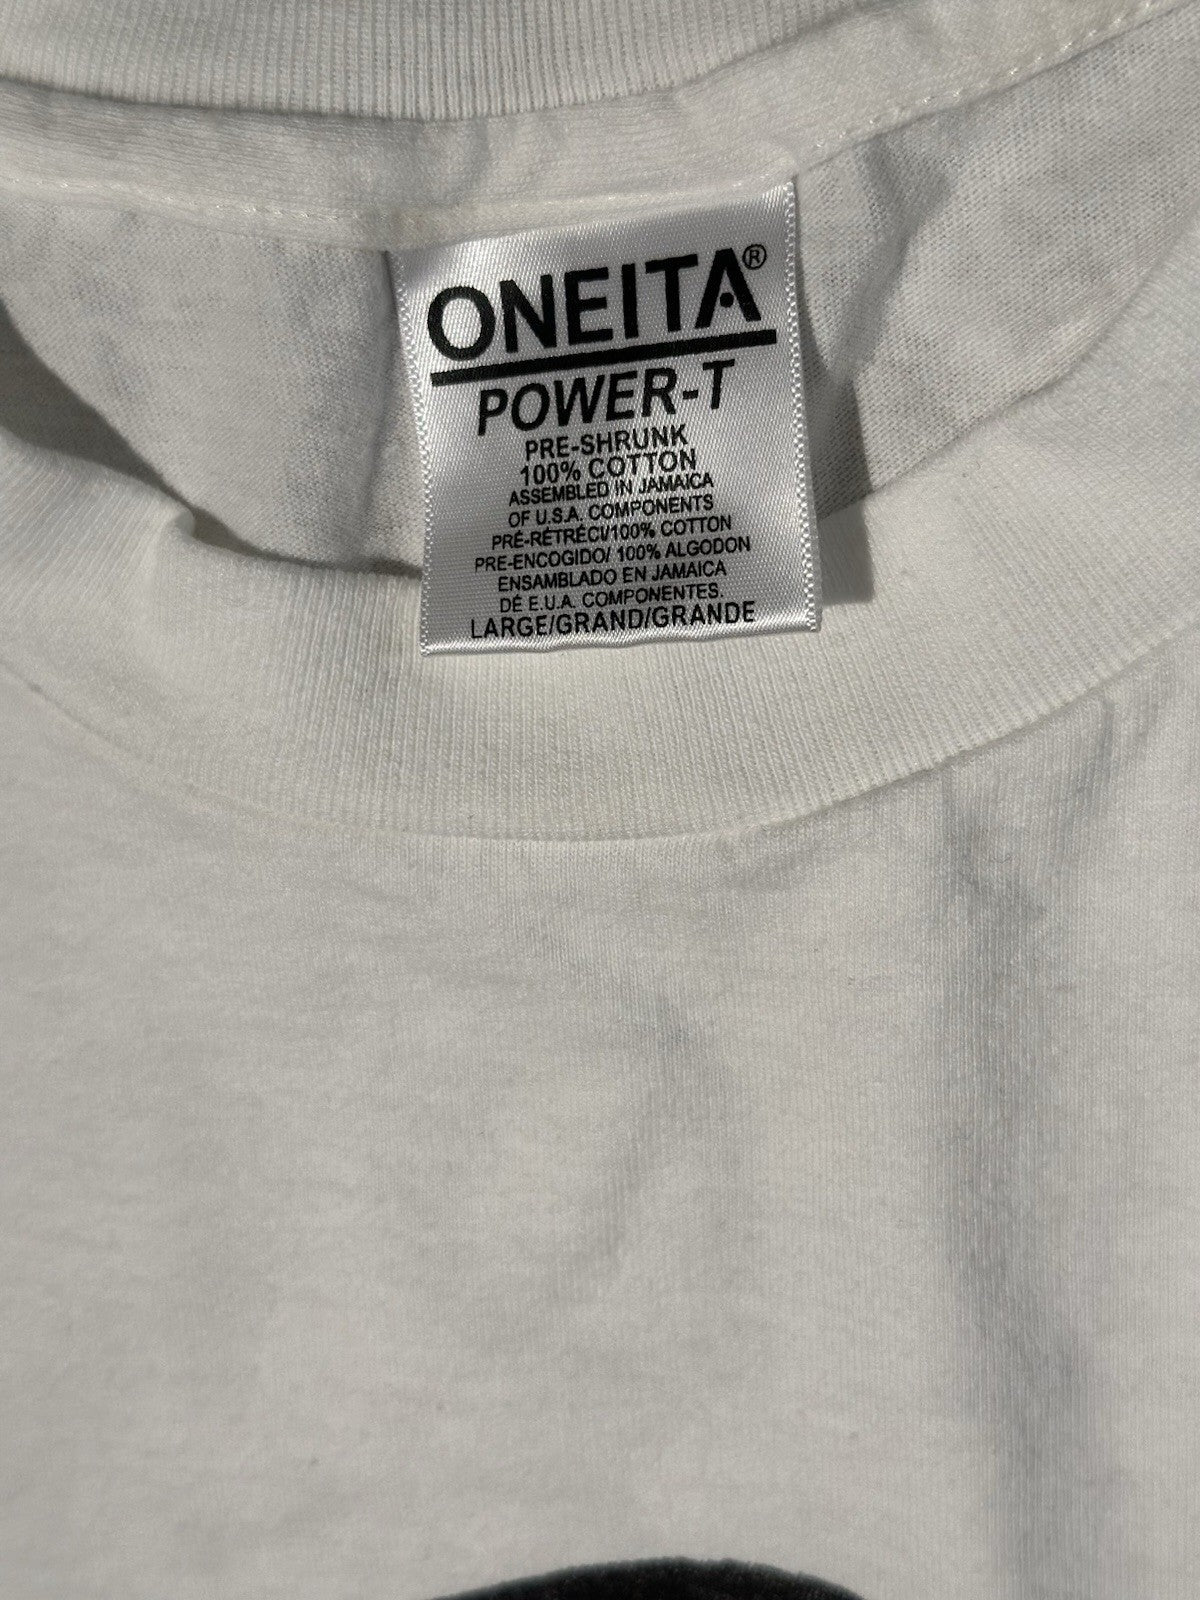 ONEITA®
POWER-T
PRE-SHRUNK
100% COTTON
ASSEMBLED IN JAMAICA
OF U.S.A. COMPONENTS
PRÉ-RÉTRÉCI/100% COTTON
PRE-ENCOGIDO/ 100% ALGODON
ENSAMBLADO EN JAMAICA
DÉ E.U.A. COMPONENTES.
LARGE/GRAND/GRANDE